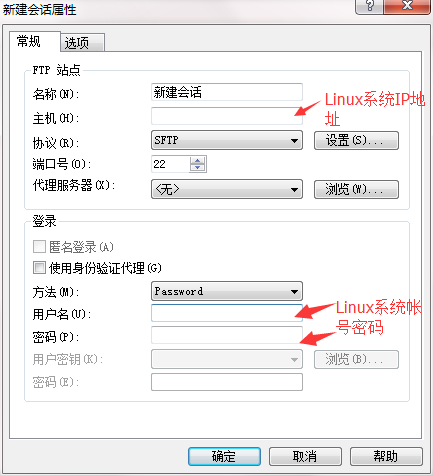 新建会话属性
?
常规 选项
FTP 站点
名称(N): 新建会话
主机(H):
Linux系统IP地
址
协议(R): SFTP 设置(S)...
端口号(O): 22
代理服务器(X): <无> 浏览(W)...
登录
匿名登录(A)
使用身份验证代理(G)
方法(M): Password
用户名(U):
Linux系统帐
号密码
密码(P):
用户密钥(K): 浏览(B)...
密码(E):
确定 取消 帮助